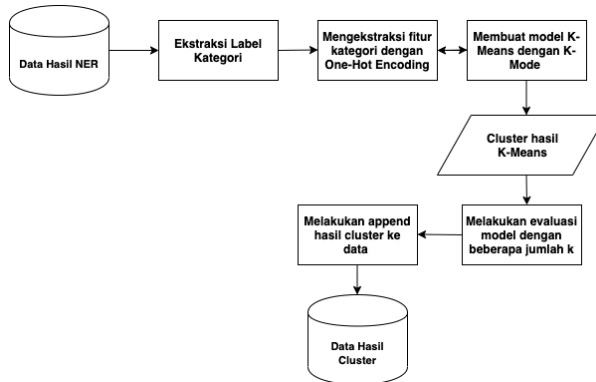 Data Hasil NER
Ekstraksi Label
Kategori
Mengekstraksi fitur
kategori dengan
One-Hot Encoding
Membuat model K-
Means dengan K-
Mode
Cluster hasil
K-Means
Melakukan evaluasi
model dengan
beberapa jumlah k
Melakukan append
hasil cluster ke
data
Data Hasil
Cluster